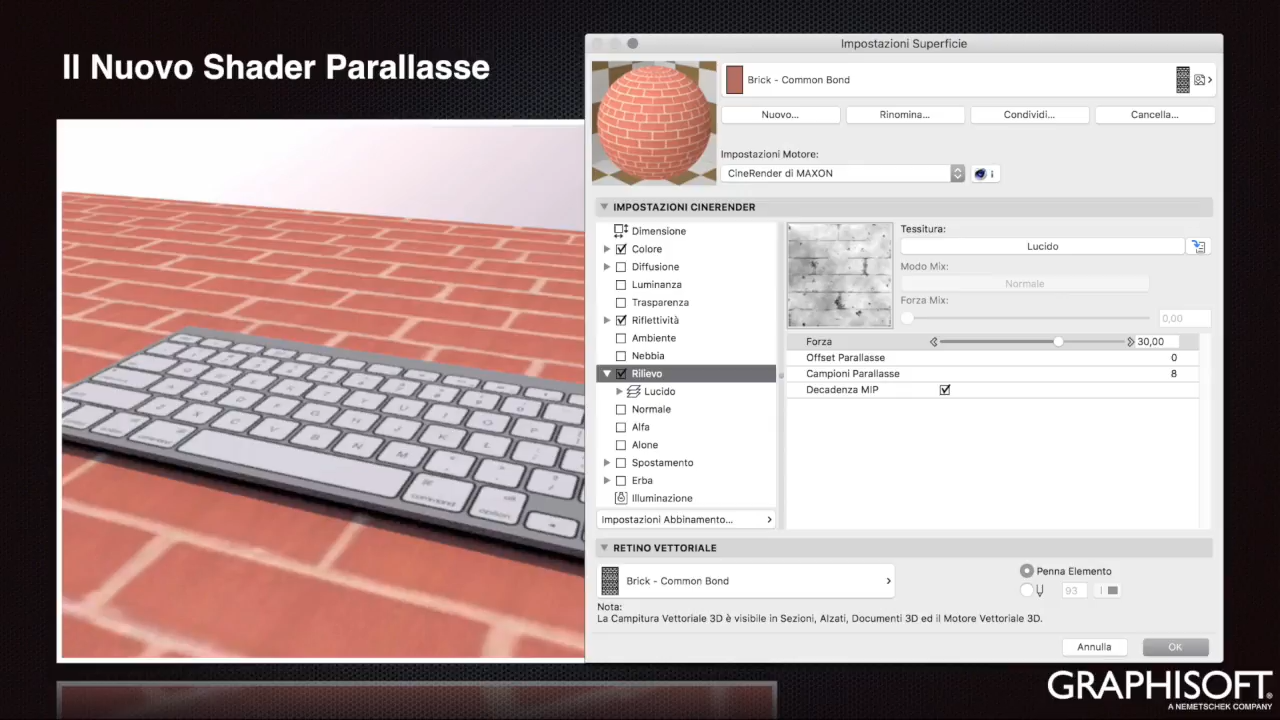 Il Nuovo Shader Parallasse
Impostazioni Superficie
Brick - Common Bond
Nuovo...
Rinomina...
Condividi...
Cancella...
Impostazioni Motore:
CineRender di MAXON
i
IMPOSTAZIONI CINERENDER
Dimensione
Colore
Diffusione
Luminanza
Trasparenza
Riflettività
Ambiente
Nebbia
Rilievo
Lucido
Normale
Alfa
Alone
Spostamento
Erba
Illuminazione
Impostazioni Abbinamento...
Tessitura:
Lucido
Modo Mix:
Normale
Forza Mix:
0,00
Forza 30,00
Offset Parallasse 0
Campioni Parallasse 8
Decadenza MIP
RETINO VETTORIALE
Brick - Common Bond
Penna Elemento
93
Nota:
La Campitura Vettoriale 3D è visibile in Sezioni, Alzati, Documenti 3D ed il Motore Vettoriale 3D.
Annulla
OK
command
option
GRAPHISOFT®
A NEMETSCHEK COMPANY